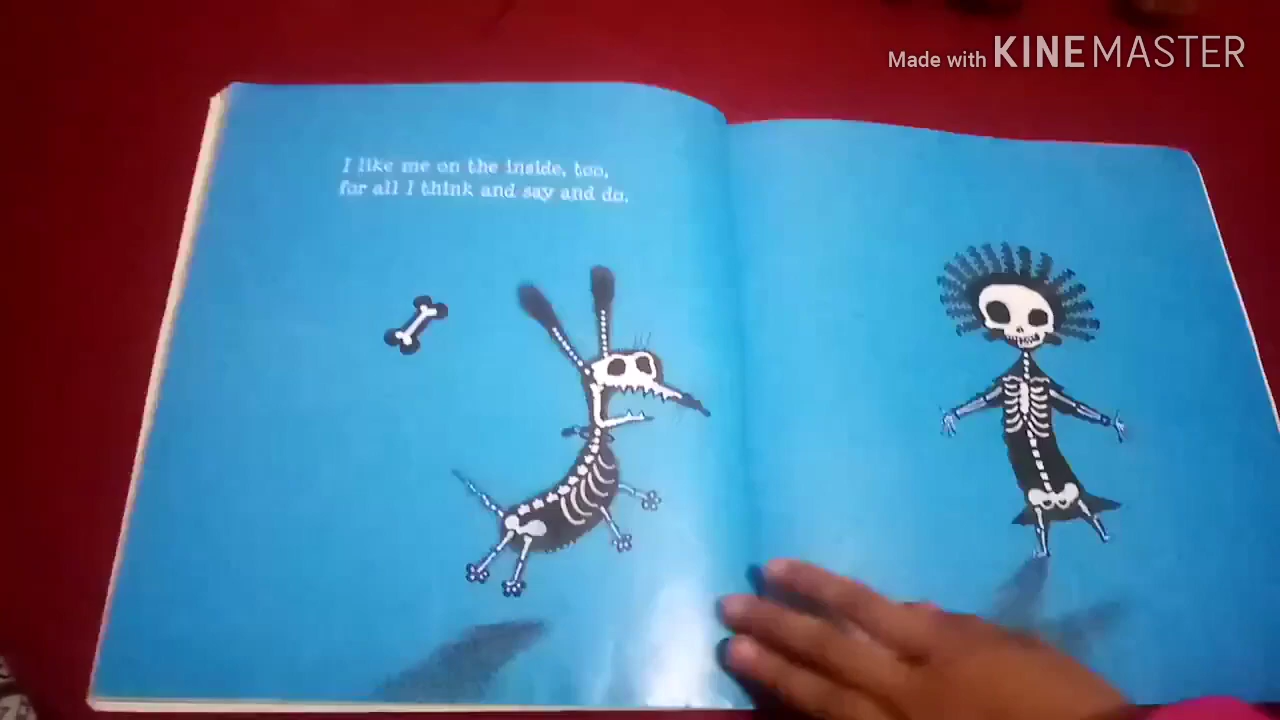 Made with KINEMASTER
I like me on the inside, too,
for all I think and say and do.